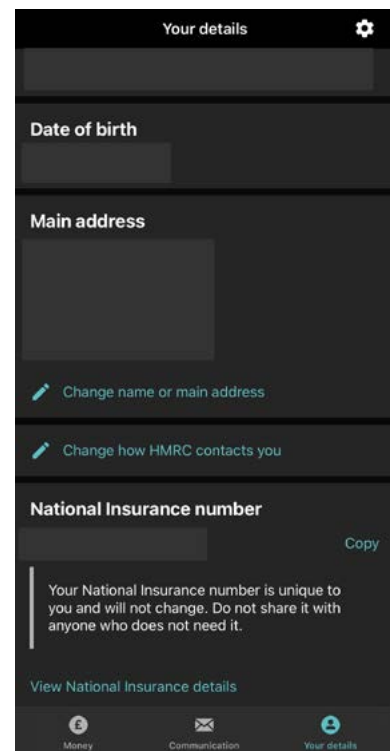 Your details
Date of birth
Main address
Change name or main address
Change how HMRC contacts you
National Insurance number
Copy
Your National Insurance number is unique to
you and will not change. Do not share it with
anyone who does not need it.
View National Insurance details
£
Money
Communication
Your details